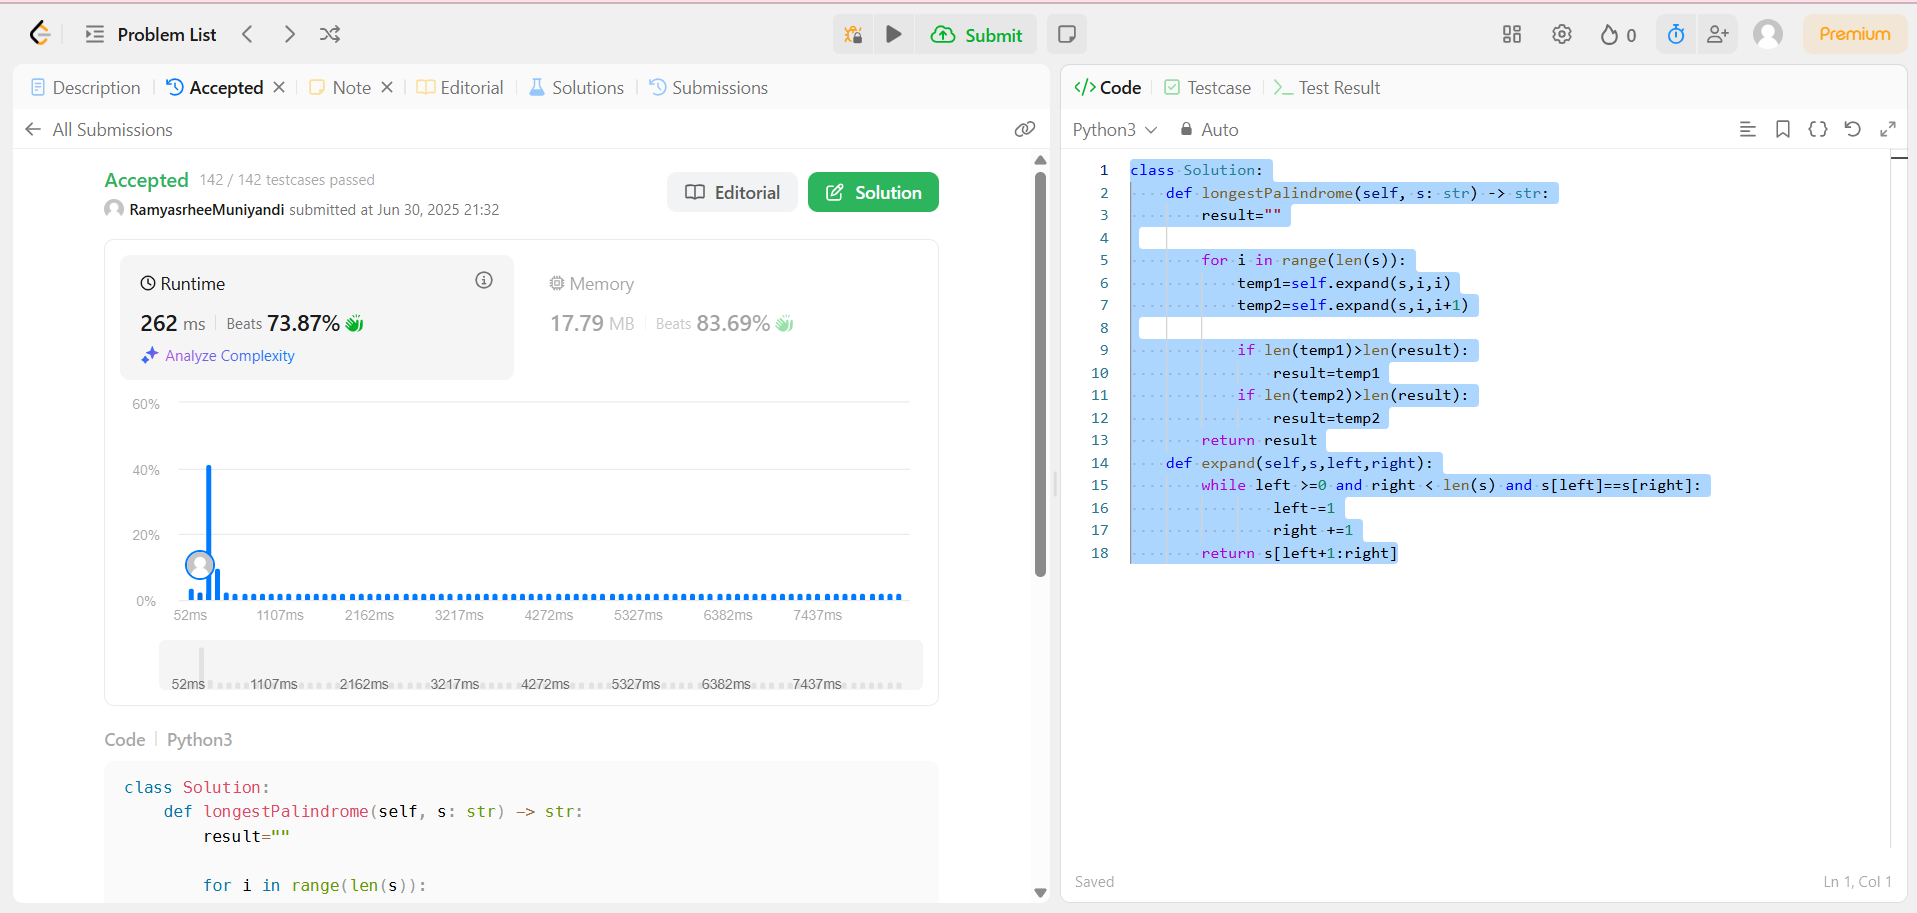 Problem List
Submit
0
Premium
Description
Accepted
Note
Editorial
Solutions
Submissions
All Submissions
Accepted 142 / 142 testcases passed
RamyasrheeMuniyandi submitted at Jun 30, 2025 21:32
Editorial
Solution
Runtime
262 ms Beats 73.87%
Analyze Complexity
Memory
17.79 MB Beats 83.69%
60%
40%
20%
0%
52ms 1107ms 2162ms 3217ms 4272ms 5327ms 6382ms 7437ms
52ms 1107ms 2162ms 3217ms 4272ms 5327ms 6382ms 7437ms
Code Python3
class Solution:
    def longestPalindrome(self, s: str) -> str:
        result=""
        for i in range(len(s)):
Code
Testcase
Test Result
Python3 Auto
1 class Solution:
2     def longestPalindrome(self, s: str) -> str:
3         result=""
4
5         for i in range(len(s)):
6             temp1=self.expand(s,i,i)
7             temp2=self.expand(s,i,i+1)
8
9             if len(temp1)>len(result):
10                 result=temp1
11             if len(temp2)>len(result):
12                 result=temp2
13         return result
14     def expand(self,s,left,right):
15         while left >=0 and right < len(s) and s[left]==s[right]:
16                 left-=1
17                 right +=1
18         return s[left+1:right]
Saved
Ln 1, Col 1